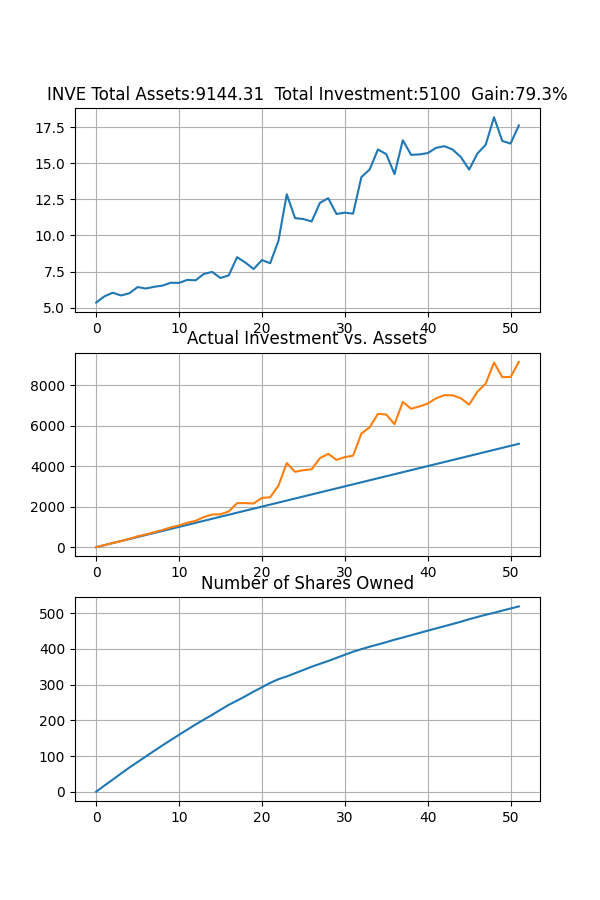 INVE Total Assets:9144.31  Total Investment:5100  Gain:79.3%
17.5
15.0
12.5
10.0
7.5
5.0
0 10 20 30 40 50
Actual Investment vs. Assets
8000
6000
4000
2000
0
0 10 20 30 40 50
Number of Shares Owned
500
400
300
200
100
0
0 10 20 30 40 50